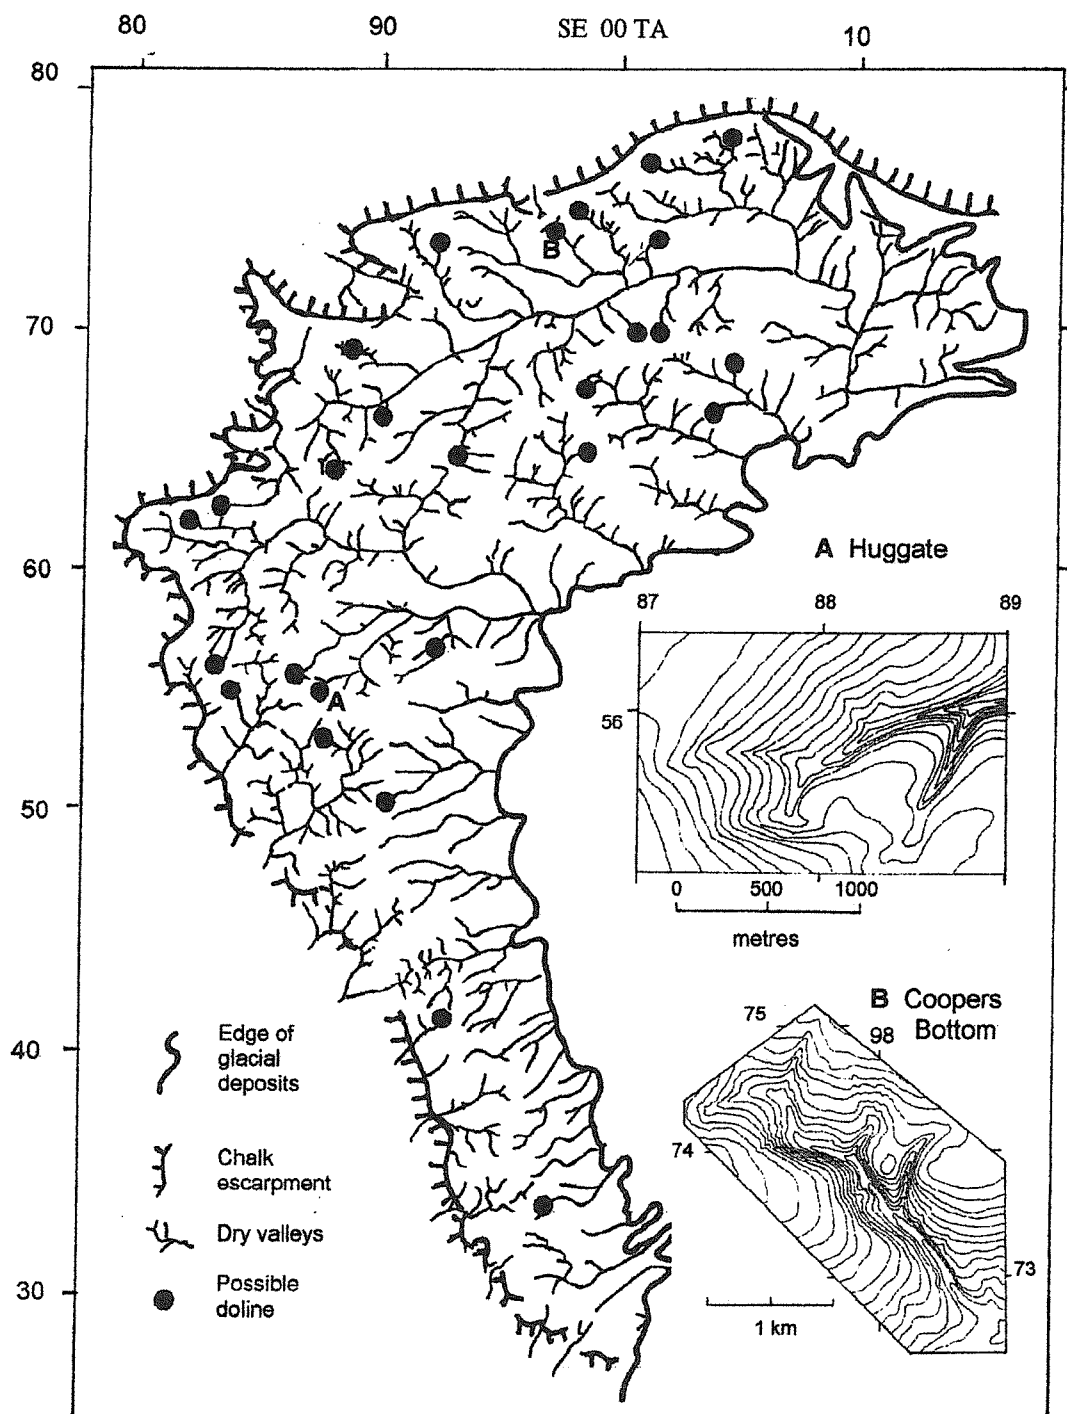 80 90 SE 00 TA 10
80
70
60
50
40
30
A Huggate
87 88 89
56
0 500 1000
metres
B Coopers
Bottom
75
98
74
73
1 km
B
A
Edge of
glacial
deposits
Chalk
escarpment
Dry valleys
Possible
doline